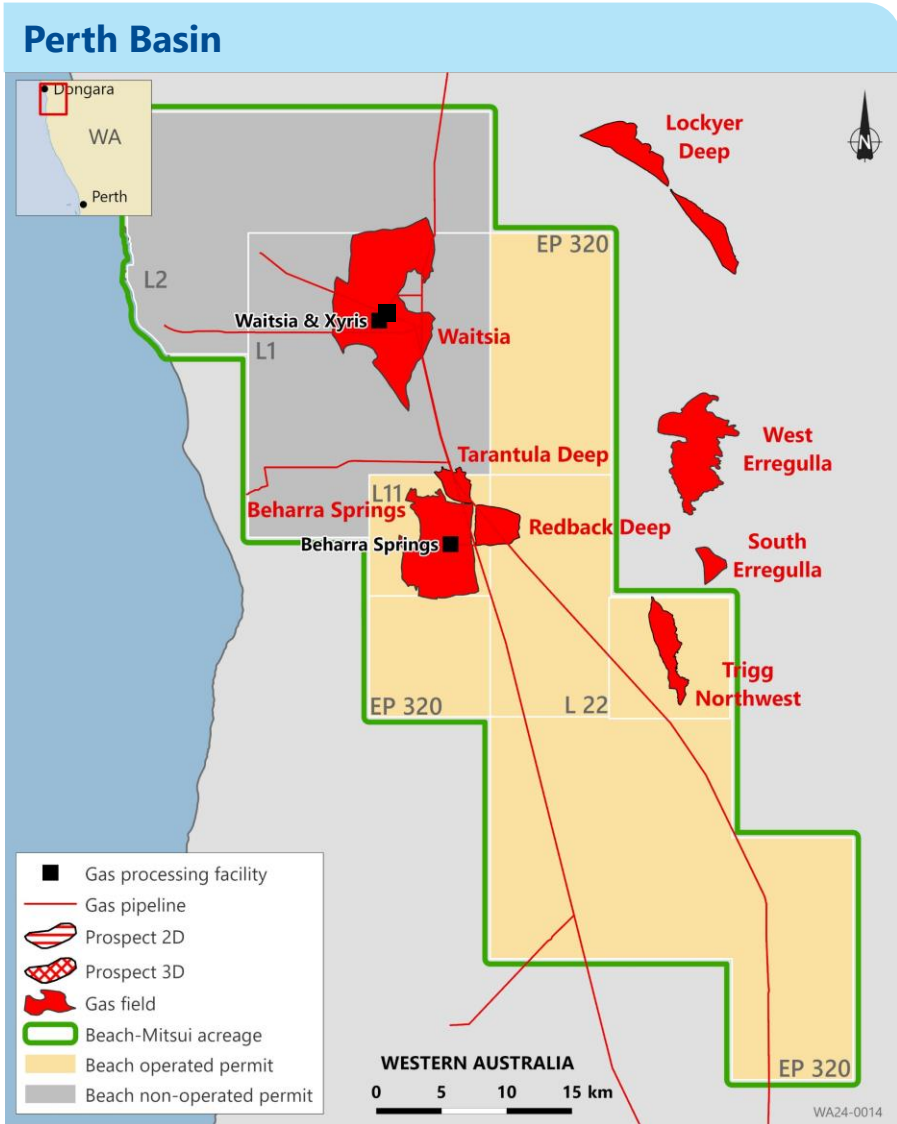 Perth Basin
Dongara
WA
Perth
Lockyer
Deep
N
EP 320
L2
Waitsia & Xyris
Waitsia
L1
West
Erregulla
Tarantula Deep
L11
Beharra Springs
Redback Deep
Beharra Springs
South
Erregulla
Trigg
Northwest
EP 320
L 22
Gas processing facility
Gas pipeline
Prospect 2D
Prospect 3D
Gas field
Beach-Mitsui acreage
Beach operated permit
Beach non-operated permit
WESTERN AUSTRALIA
0 5 10 15 km
EP 320
WA24-0014